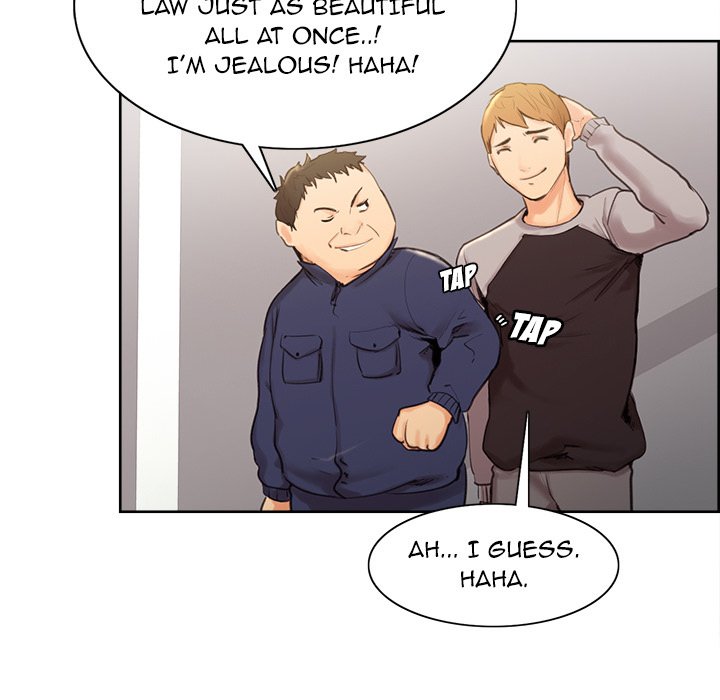 LAW JUST AS BEAUTIFUL
ALL AT ONCE..!
I'M JEALOUS! HAHA!
TAP
TAP
AH... I GUESS.
HAHA.